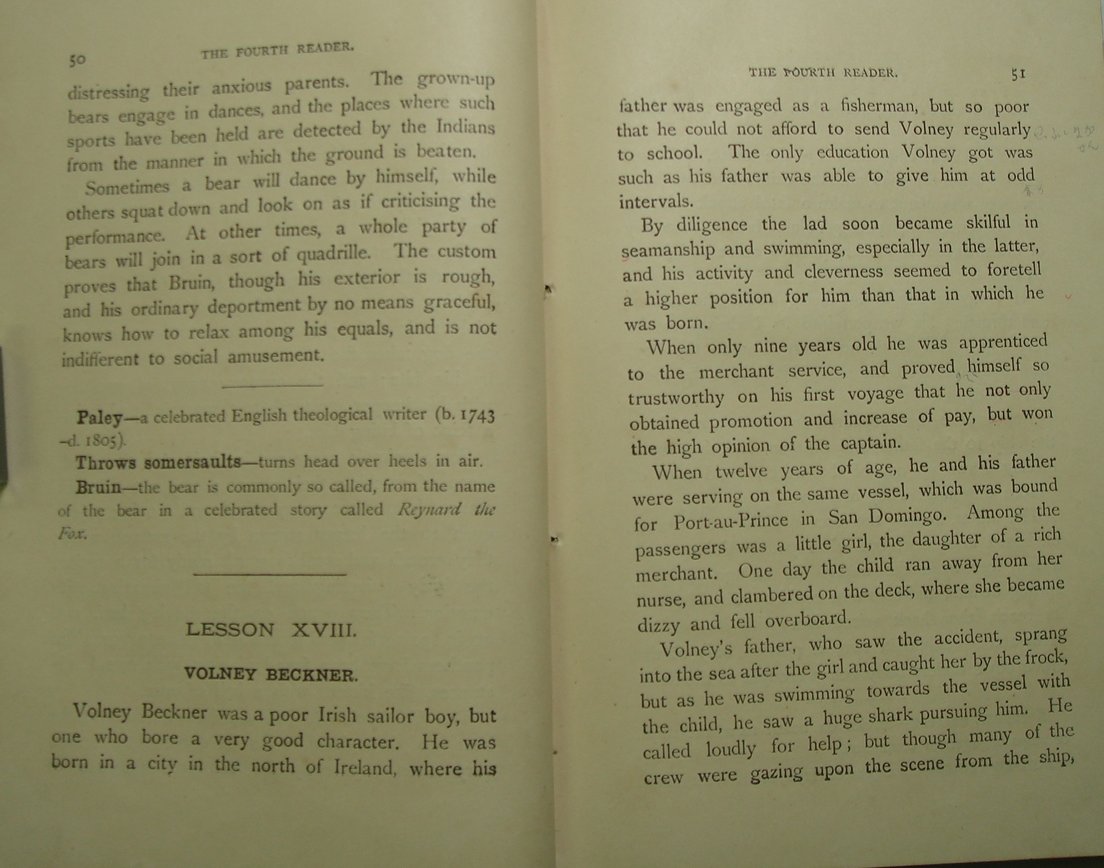 50
THE FOURTH READER.
distressing their anxious parents. The grown-up
bears engage in dances, and the places where such
sports have been held are detected by the Indians
from the manner in which the ground is beaten.
Sometimes a bear will dance by himself, while
others squat down and look on as if criticising the
performance. At other times, a whole party of
bears will join in a sort of quadrille. The custom
proves that Bruin, though his exterior is rough,
and his ordinary deportment by no means graceful,
knows how to relax among his equals, and is not
indifferent to social amusement.
Paley—a celebrated English theological writer (b. 1743
–d. 1805).
Throws somersaults—turns head over heels in air.
Bruin—the bear is commonly so called, from the name
of the bear in a celebrated story called Reynard the
Fox.
LESSON XVIII.
VOLNEY BECKNER.
Volney Beckner was a poor Irish sailor boy, but
one who bore a very good character. He was
born in a city in the north of Ireland, where his
THE FOURTH READER.
51
father was engaged as a fisherman, but so poor
that he could not afford to send Volney regularly
to school. The only education Volney got was
such as his father was able to give him at odd
intervals.
By diligence the lad soon became skilful in
seamanship and swimming, especially in the latter,
and his activity and cleverness seemed to foretell
a higher position for him than that in which he
was born.
When only nine years old he was apprenticed
to the merchant service, and proved himself so
trustworthy on his first voyage that he not only
obtained promotion and increase of pay, but won
the high opinion of the captain.
When twelve years of age, he and his father
were serving on the same vessel, which was bound
for Port-au-Prince in San Domingo. Among the
passengers was a little girl, the daughter of a rich
merchant. One day the child ran away from her
nurse, and clambered on the deck, where she became
dizzy and fell overboard.
Volney's father, who saw the accident, sprang
into the sea after the girl and caught her by the frock,
but as he was swimming towards the vessel with
the child, he saw a huge shark pursuing him. He
called loudly for help; but though many of the
crew were gazing upon the scene from the ship,